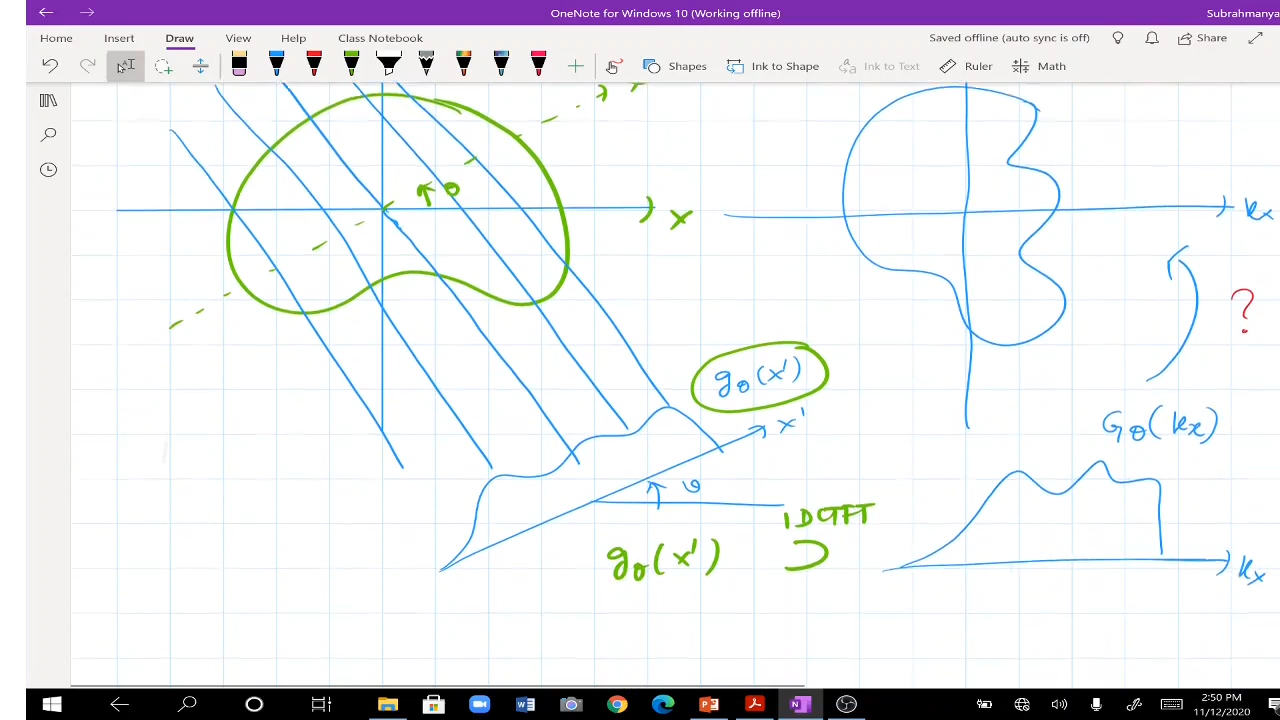 OneNote for Windows 10 (Working offline)
Subrahmanya
Home Insert Draw View Help Class Notebook
Saved offline (auto sync is off) Share
Shapes Ink to Shape Ink to Text Ruler Math
θ
x
kx
?
gθ(x')
x'
Gθ(kx)
θ
1D CTFT
gθ(x')
kx
2:50 PM
11/12/2020